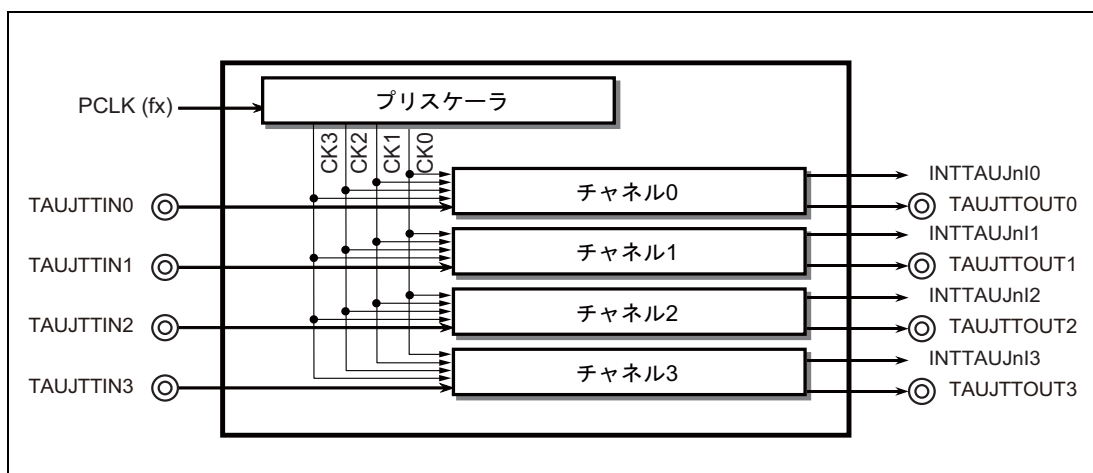 プリスケーラ
PCLK (fx)
CK3
CK2
CK1
CK0
チャネル0
INTTAUJnI0
TAUJTTIN0
TAUJTTOUT0
チャネル1
INTTAUJnI1
TAUJTTIN1
TAUJTTOUT1
チャネル2
INTTAUJnI2
TAUJTTIN2
TAUJTTOUT2
チャネル3
INTTAUJnI3
TAUJTTIN3
TAUJTTOUT3